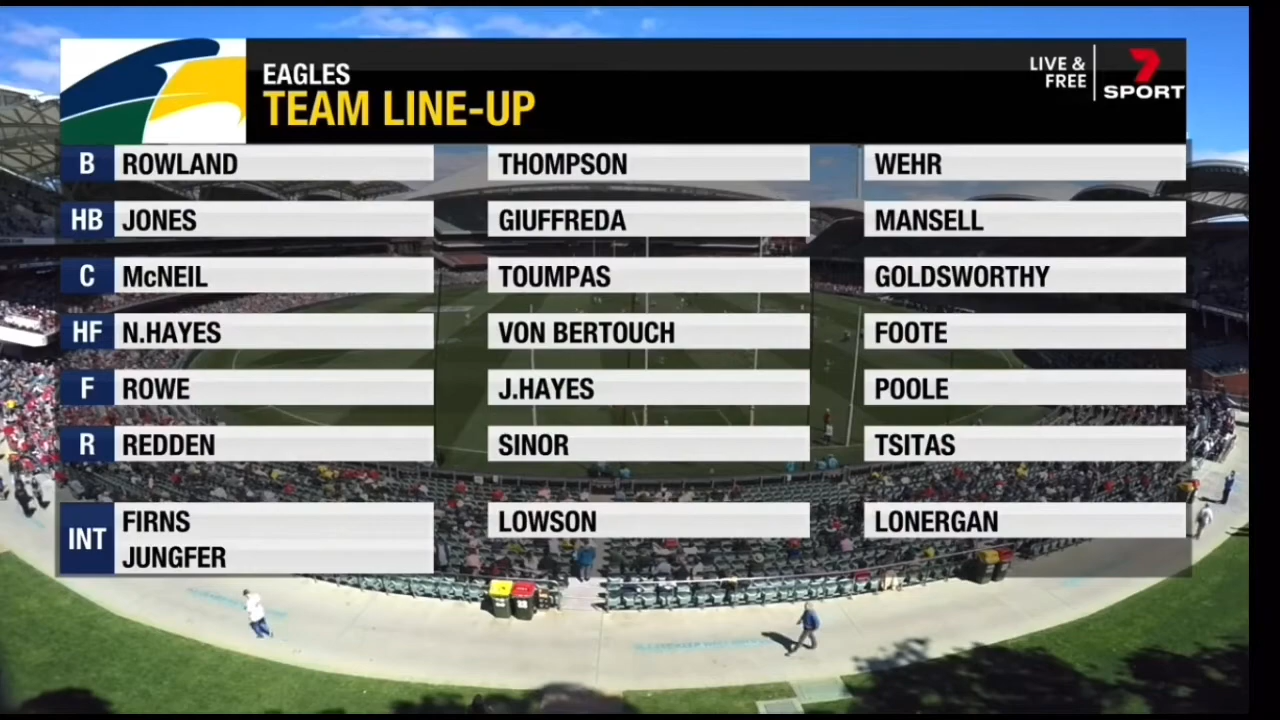 EAGLES
TEAM LINE-UP
LIVE &
FREE
7
SPORT
B ROWLAND THOMPSON WEHR
HB JONES GIUFFREDA MANSELL
C McNEIL TOUMPAS GOLDSWORTHY
HF N.HAYES VON BERTOUCH FOOTE
F ROWE J.HAYES POOLE
R REDDEN SINOR TSITAS
INT FIRNS LOWSON LONERGAN
JUNGFER